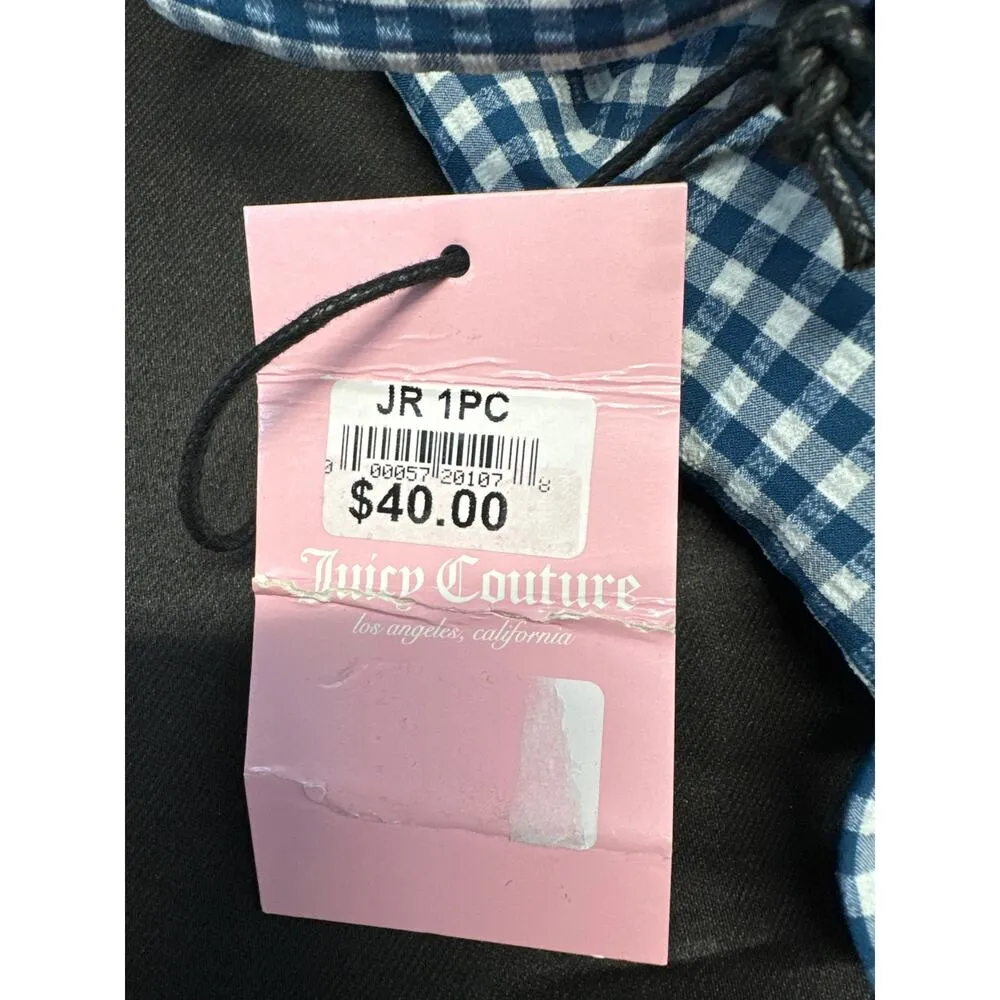 JR 1PC
0 00057 20107 8
$40.00
Juicy Couture
los angeles, california